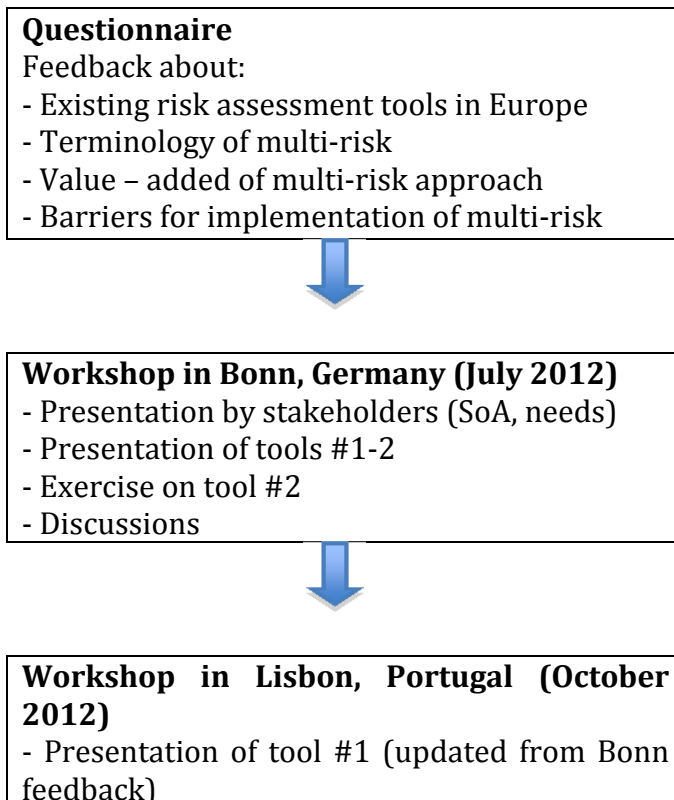 Questionnaire
Feedback about:
- Existing risk assessment tools in Europe
- Terminology of multi-risk
- Value – added of multi-risk approach
- Barriers for implementation of multi-risk
Workshop in Bonn, Germany (July 2012)
- Presentation by stakeholders (SoA, needs)
- Presentation of tools #1-2
- Exercise on tool #2
- Discussions
Workshop in Lisbon, Portugal (October
2012)
- Presentation of tool #1 (updated from Bonn
feedback)